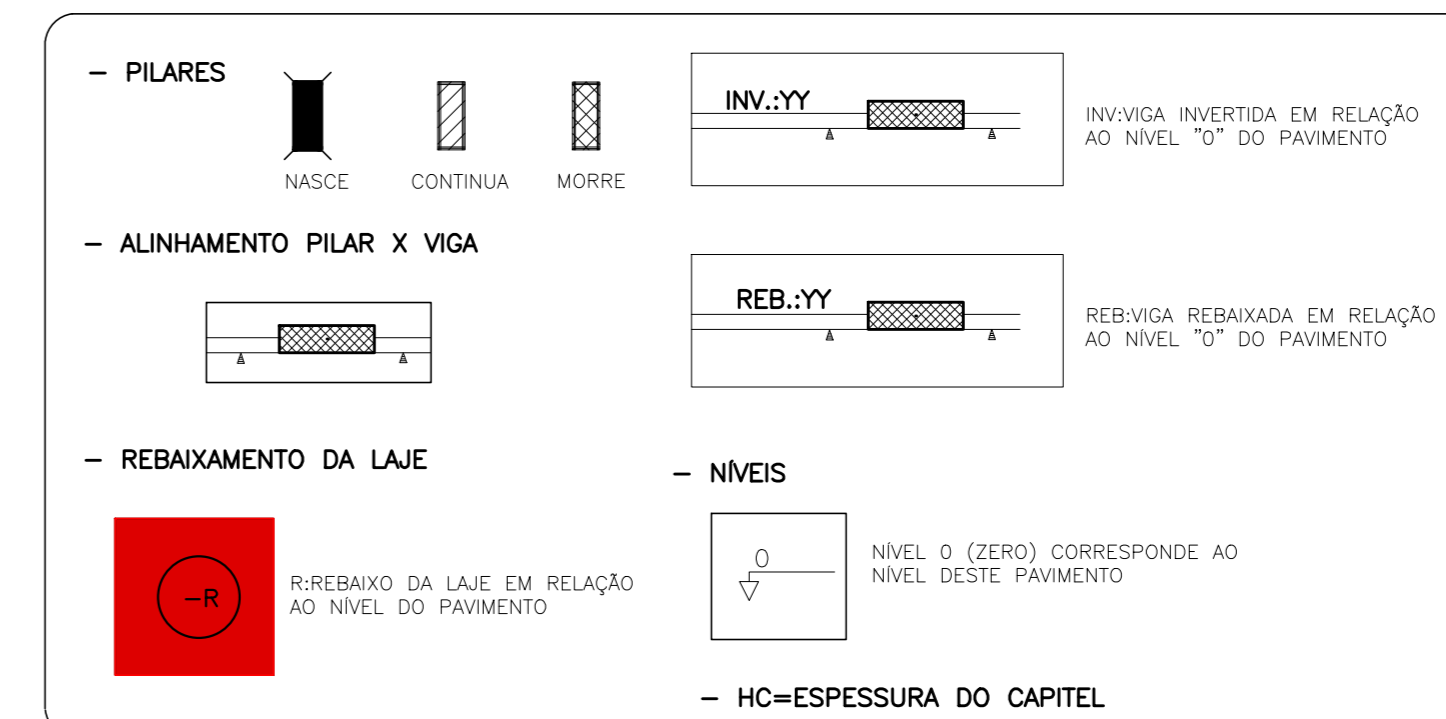 – PILARES
NASCE CONTINUA MORRE
INV.:YY
INV:VIGA INVERTIDA EM RELAÇÃO
AO NÍVEL "0" DO PAVIMENTO
– ALINHAMENTO PILAR X VIGA
REB.:YY
REB:VIGA REBAIXADA EM RELAÇÃO
AO NÍVEL "0" DO PAVIMENTO
– REBAIXAMENTO DA LAJE
–R
R:REBAIXO DA LAJE EM RELAÇÃO
AO NÍVEL DO PAVIMENTO
– NÍVEIS
0
NÍVEL 0 (ZERO) CORRESPONDE AO
NÍVEL DESTE PAVIMENTO
– HC=ESPESSURA DO CAPITEL